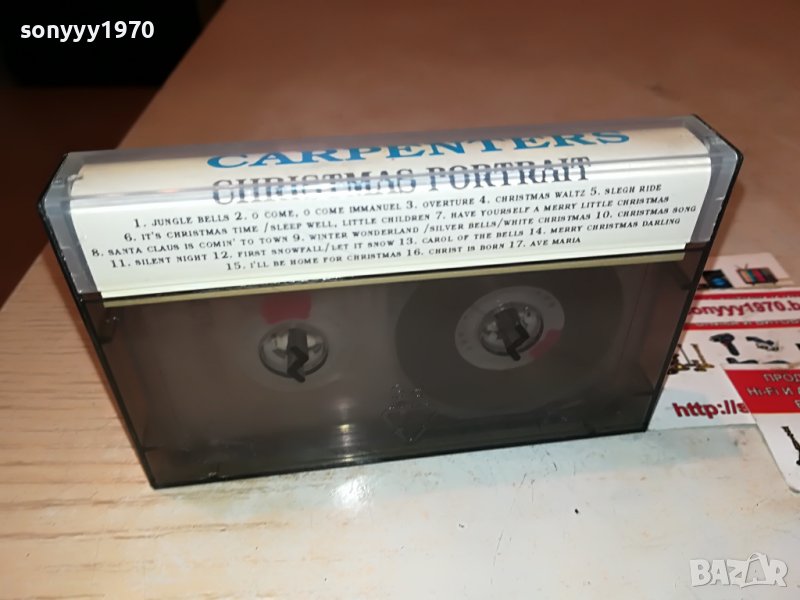 sonyyy1970
CARPENTERS
CHRISTMAS PORTRAIT
1. JUNGLE BELLS 2. O COME, O COME IMMANUEL 3. OVERTURE 4. CHRISTMAS WALTZ 5. SLEGH RIDE
6. IT'S CHRISTMAS TIME /SLEEP WELL, LITTLE CHILDREN 7. HAVE YOURSELF A MERRY LITTLE CHRISTMAS
8. SANTA CLAUS IS COMIN' TO TOWN 9. WINTER WONDERLAND /SILVER BELLS/WHITE CHRISTMAS 10. CHRISTMAS SONG
11. SILENT NIGHT 12. FIRST SNOWFALL/LET IT SNOW 13. CAROL OF THE BELLS 14. MERRY CHRISTMAS DARLING
15. I'LL BE HOME FOR CHRISTMAS 16. CHRIST IS BORN 17. AVE MARIA
sonyyy1970.b
ПРОД
Hi-Fi И
http://s
BAZAR